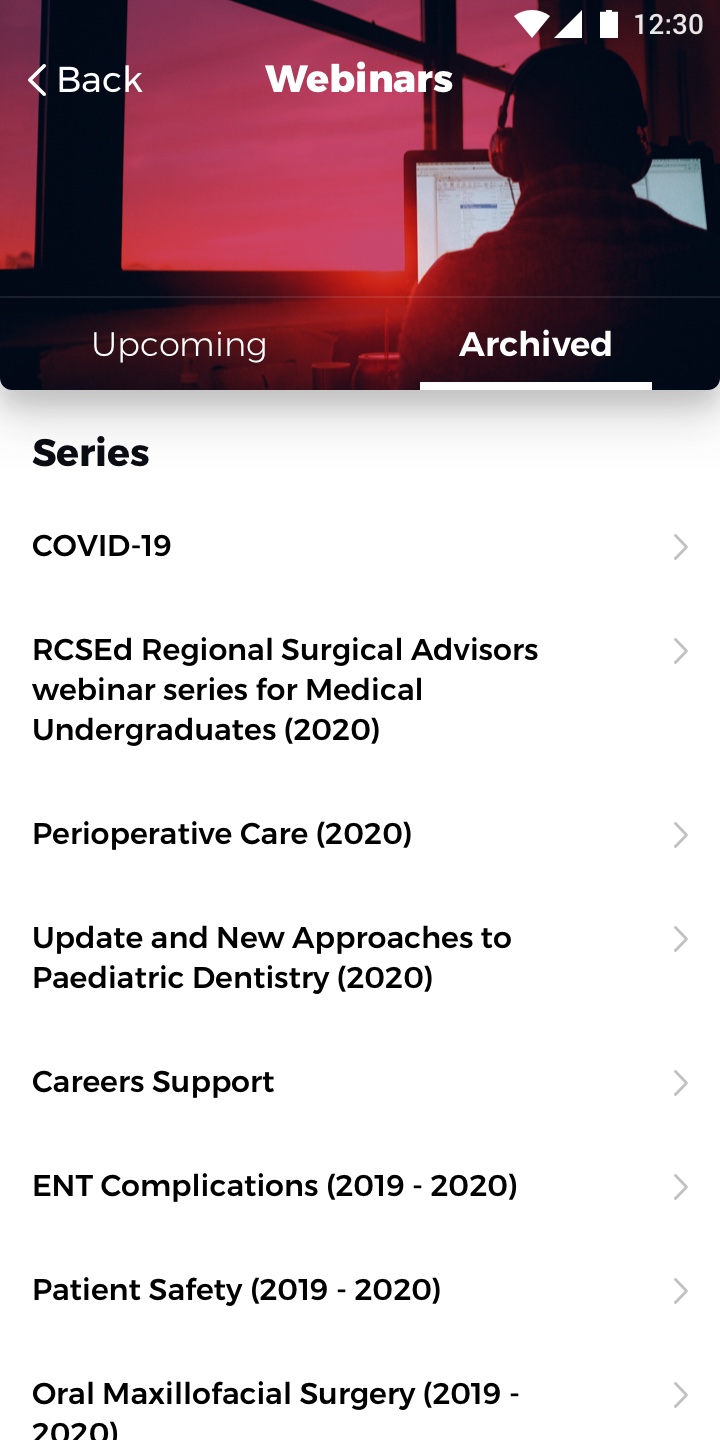 12:30
Back
Webinars
Upcoming
Archived
Series
COVID-19
RCSEd Regional Surgical Advisors
webinar series for Medical
Undergraduates (2020)
Perioperative Care (2020)
Update and New Approaches to
Paediatric Dentistry (2020)
Careers Support
ENT Complications (2019 - 2020)
Patient Safety (2019 - 2020)
Oral Maxillofacial Surgery (2019 -
2020)